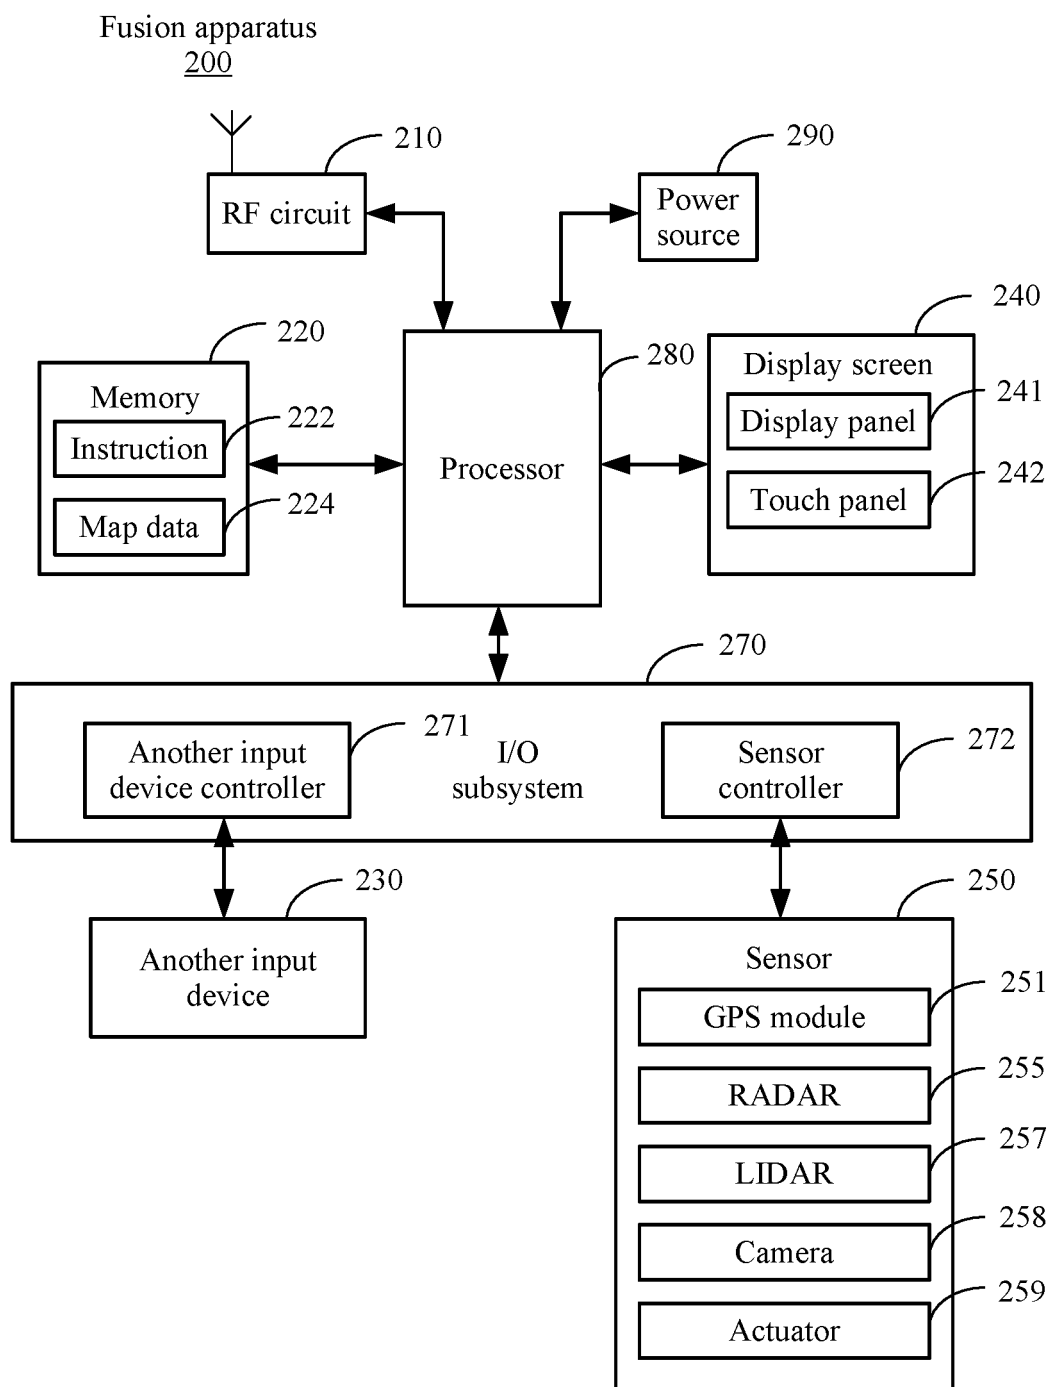 Fusion apparatus
200
210
RF circuit
290
Power
source
220
Memory
222
Instruction
224
Map data
280
Processor
240
Display screen
241
Display panel
242
Touch panel
270
271
Another input
device controller
I/O
subsystem
272
Sensor
controller
230
Another input
device
250
Sensor
251
GPS module
255
RADAR
257
LIDAR
258
Camera
259
Actuator